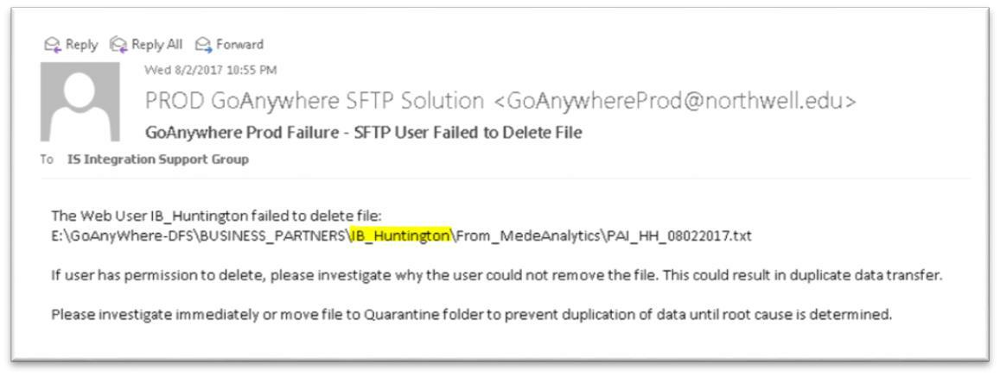 Reply Reply All Forward
Wed 8/2/2017 10:55 PM
PROD GoAnywhere SFTP Solution <GoAnywhereProd@northwell.edu>
GoAnywhere Prod Failure - SFTP User Failed to Delete File
To IS Integration Support Group
The Web User IB_Huntington failed to delete file:
E:\GoAnyWhere-DFS\BUSINESS_PARTNERS\IB_Huntington\From_MedeAnalytics\PAI_HH_08022017.txt
If user has permission to delete, please investigate why the user could not remove the file. This could result in duplicate data transfer.
Please investigate immediately or move file to Quarantine folder to prevent duplication of data until root cause is determined.